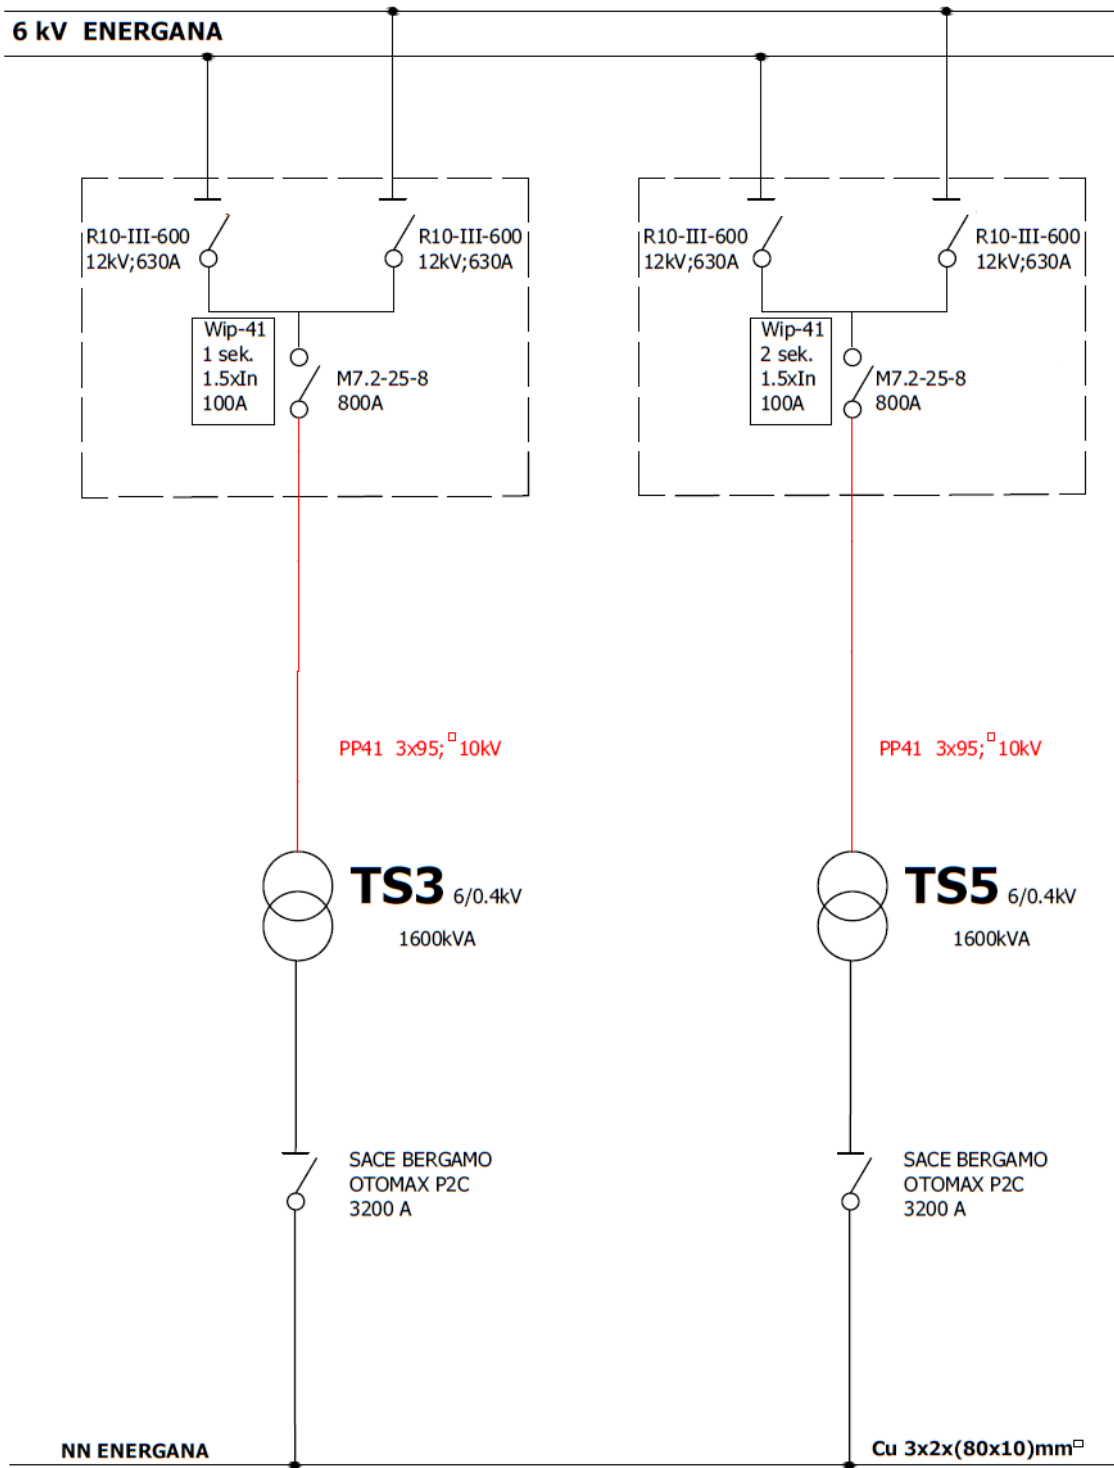 6 kV ENERGANA
R10-III-600
12kV;630A
R10-III-600
12kV;630A
Wip-41
1 sek.
1.5xIn
100A
M7.2-25-8
800A
R10-III-600
12kV;630A
R10-III-600
12kV;630A
Wip-41
2 sek.
1.5xIn
100A
M7.2-25-8
800A
PP41 3x95;□10kV
PP41 3x95;□10kV
TS3 6/0.4kV
1600kVA
TS5 6/0.4kV
1600kVA
SACE BERGAMO
OTOMAX P2C
3200 A
SACE BERGAMO
OTOMAX P2C
3200 A
NN ENERGANA
Cu 3x2x(80x10)mm□